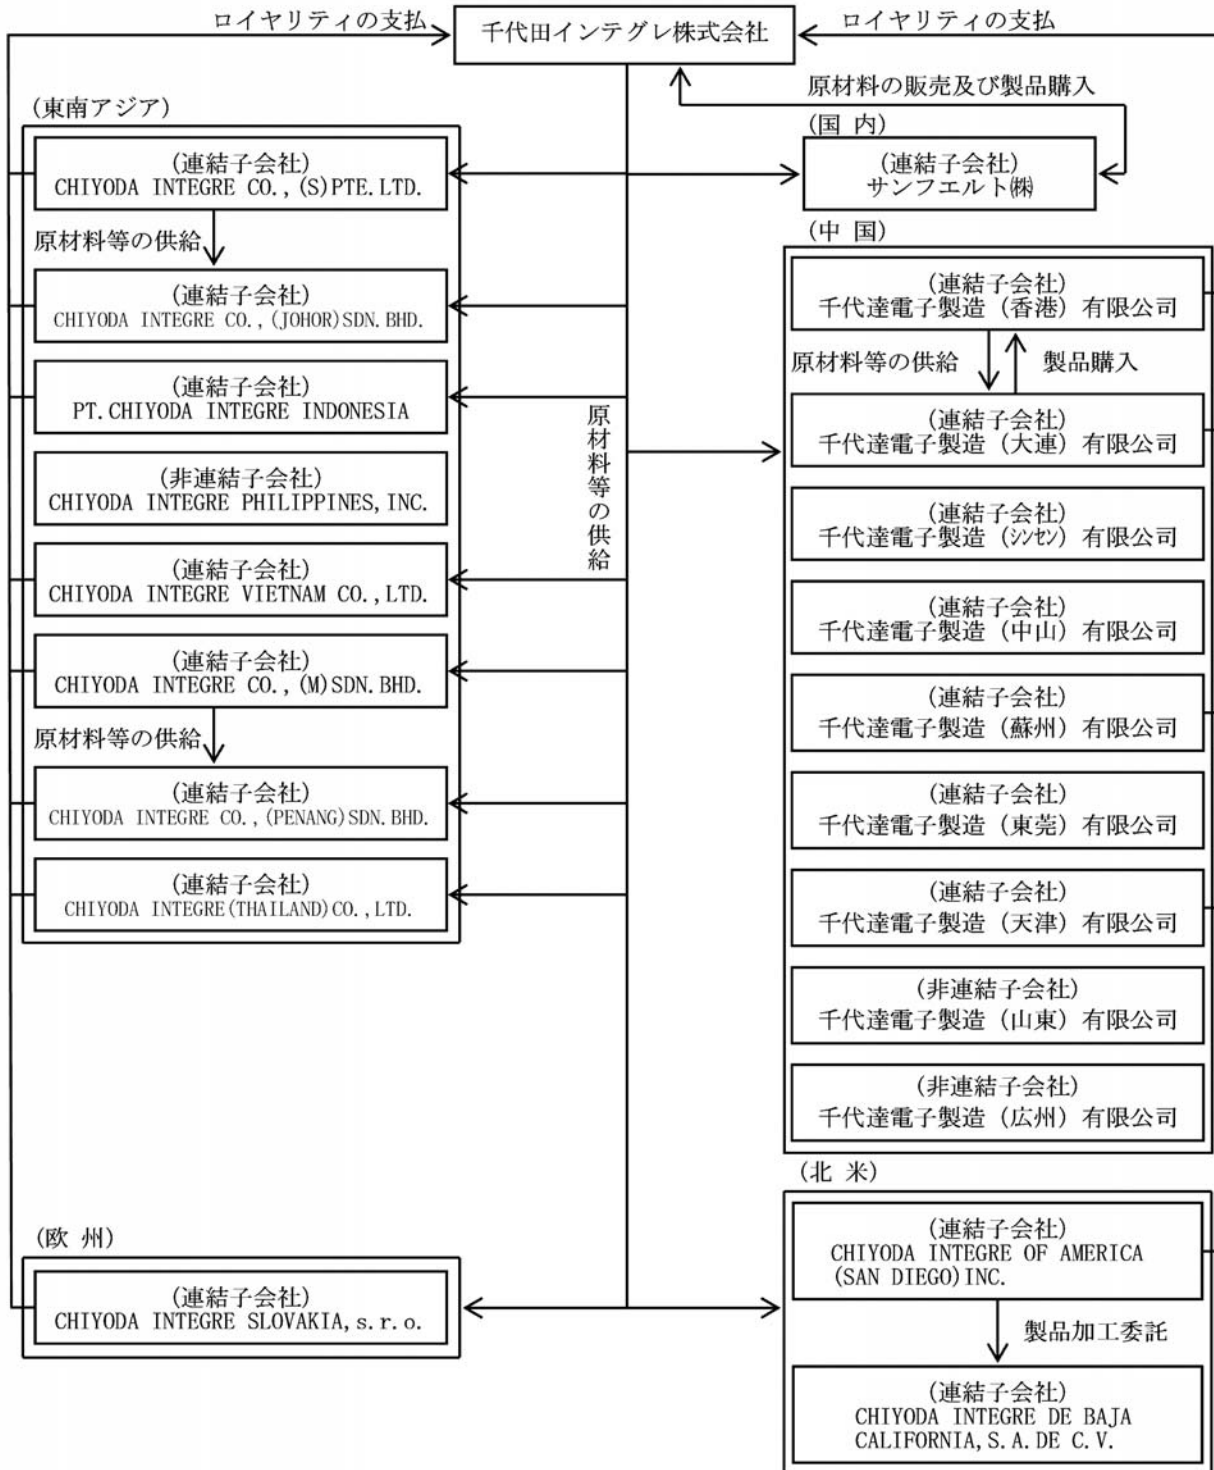 ロイヤリティの支払
千代田インテグレ株式会社
ロイヤリティの支払
原材料の販売及び製品購入
(東南アジア)
(連結子会社)
CHIYODA INTEGRE CO., (S)PTE.LTD.
原材料等の供給
(連結子会社)
CHIYODA INTEGRE CO., (JOHOR)SDN.BHD.
(連結子会社)
PT.CHIYODA INTEGRE INDONESIA
(非連結子会社)
CHIYODA INTEGRE PHILIPPINES, INC.
(連結子会社)
CHIYODA INTEGRE VIETNAM CO., LTD.
(連結子会社)
CHIYODA INTEGRE CO., (M)SDN.BHD.
原材料等の供給
(連結子会社)
CHIYODA INTEGRE CO., (PENANG)SDN.BHD.
(連結子会社)
CHIYODA INTEGRE(THAILAND)CO., LTD.
(欧 州)
(連結子会社)
CHIYODA INTEGRE SLOVAKIA, s.r.o.
原材料等の供給
(国 内)
(連結子会社)
サンフエルト㈱
(中 国)
(連結子会社)
千代達電子製造（香港）有限公司
原材料等の供給
製品購入
(連結子会社)
千代達電子製造（大連）有限公司
(連結子会社)
千代達電子製造（ｼﾝｾﾝ）有限公司
(連結子会社)
千代達電子製造（中山）有限公司
(連結子会社)
千代達電子製造（蘇州）有限公司
(連結子会社)
千代達電子製造（東莞）有限公司
(連結子会社)
千代達電子製造（天津）有限公司
(非連結子会社)
千代達電子製造（山東）有限公司
(非連結子会社)
千代達電子製造（広州）有限公司
(北 米)
(連結子会社)
CHIYODA INTEGRE OF AMERICA
(SAN DIEGO)INC.
製品加工委託
(連結子会社)
CHIYODA INTEGRE DE BAJA
CALIFORNIA, S.A.DE C.V.